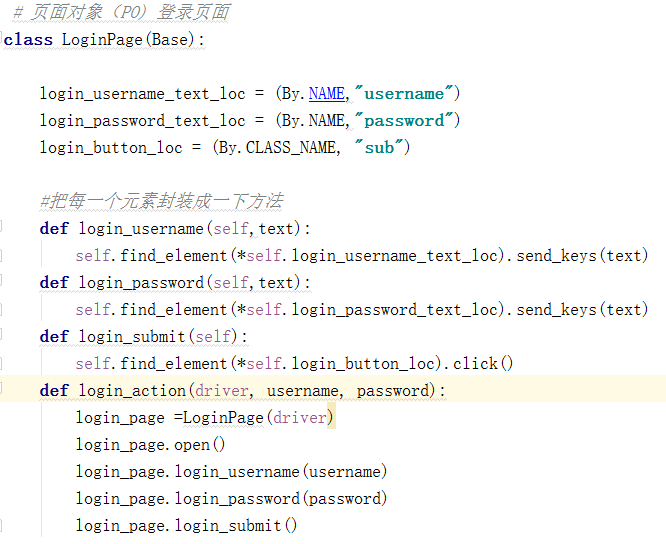 # 页面对象（PO）登录页面
class LoginPage(Base):
login_username_text_loc = (By.NAME,"username")
login_password_text_loc = (By.NAME,"password")
login_button_loc = (By.CLASS_NAME, "sub")
#把每一个元素封装成一下方法
def login_username(self,text):
self.find_element(*self.login_username_text_loc).send_keys(text)
def login_password(self,text):
self.find_element(*self.login_password_text_loc).send_keys(text)
def login_submit(self):
self.find_element(*self.login_button_loc).click()
def login_action(driver, username, password):
login_page =LoginPage(driver)
login_page.open()
login_page.login_username(username)
login_page.login_password(password)
login_page.login_submit()